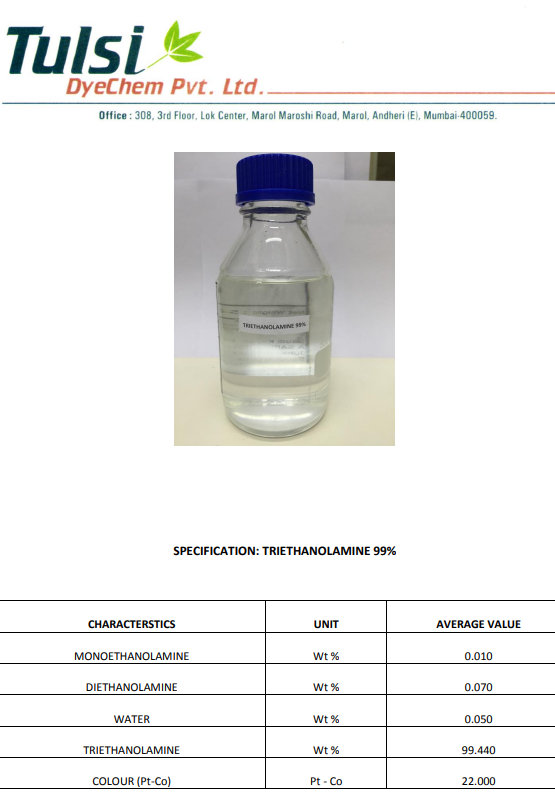 Tulsi
DyeChem Pvt. Ltd.
Office : 308, 3rd Floor, Lok Center, Marol Maroshi Road, Marol, Andheri (E), Mumbai-400059.
TRIETHANOLAMINE 99%
SPECIFICATION: TRIETHANOLAMINE 99%
CHARACTERSTICS UNIT AVERAGE VALUE
MONOETHANOLAMINE Wt % 0.010
DIETHANOLAMINE Wt % 0.070
WATER Wt % 0.050
TRIETHANOLAMINE Wt % 99.440
COLOUR (Pt-Co) Pt - Co 22.000